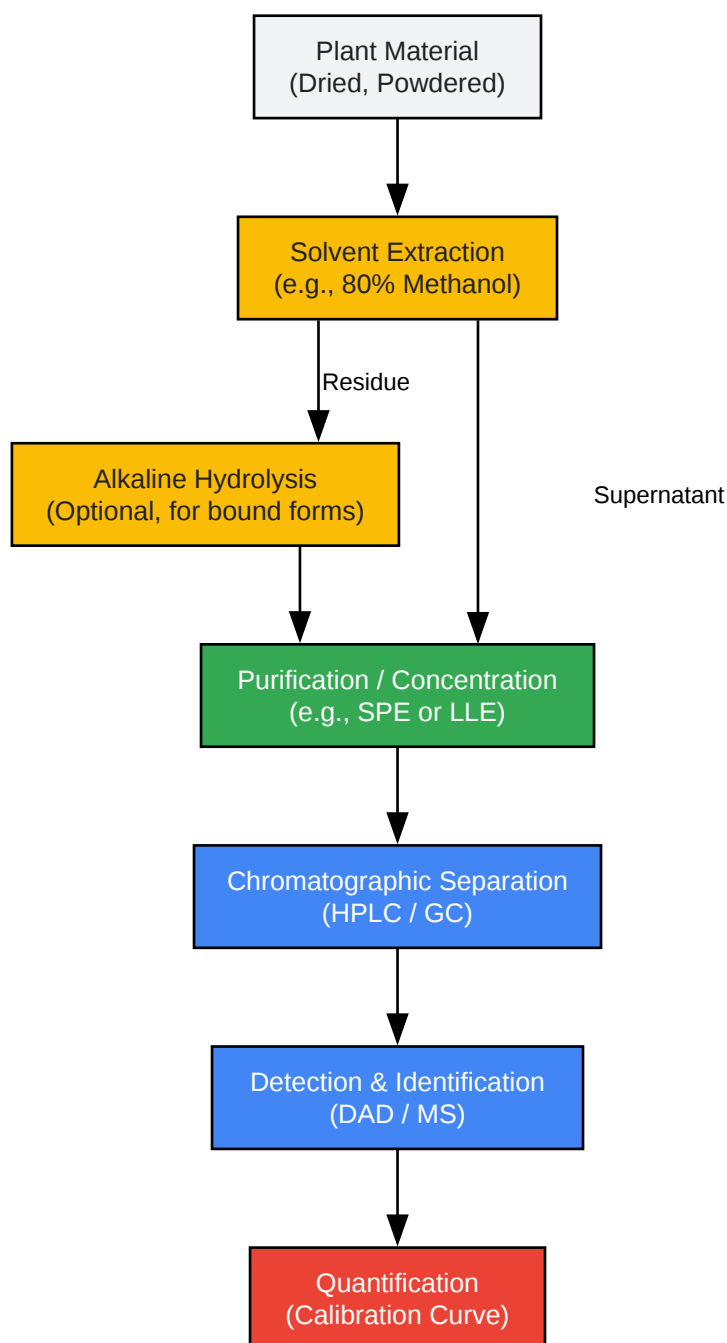 Plant Material
(Dried, Powdered)
Solvent Extraction
(e.g., 80% Methanol)
Residue
Alkaline Hydrolysis
(Optional, for bound forms)
Supernatant
Purification / Concentration
(e.g., SPE or LLE)
Chromatographic Separation
(HPLC / GC)
Detection & Identification
(DAD / MS)
Quantification
(Calibration Curve)